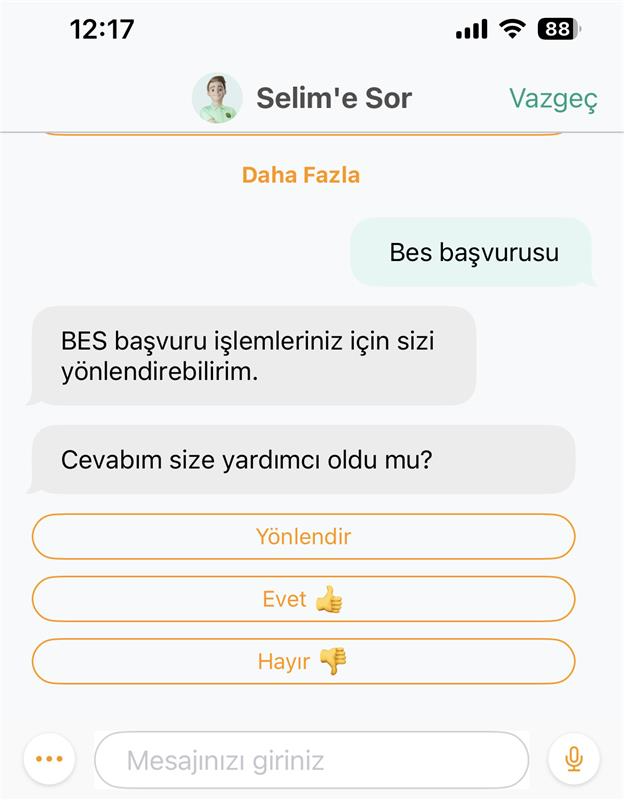 12:17
88
Selim'e Sor
Vazgeç
Daha Fazla
Bes başvurusu
BES başvuru işlemleriniz için sizi
yönlendirebilirim.
Cevabım size yardımcı oldu mu?
Yönlendir
Evet 👍
Hayır 👎
Mesajınızı giriniz